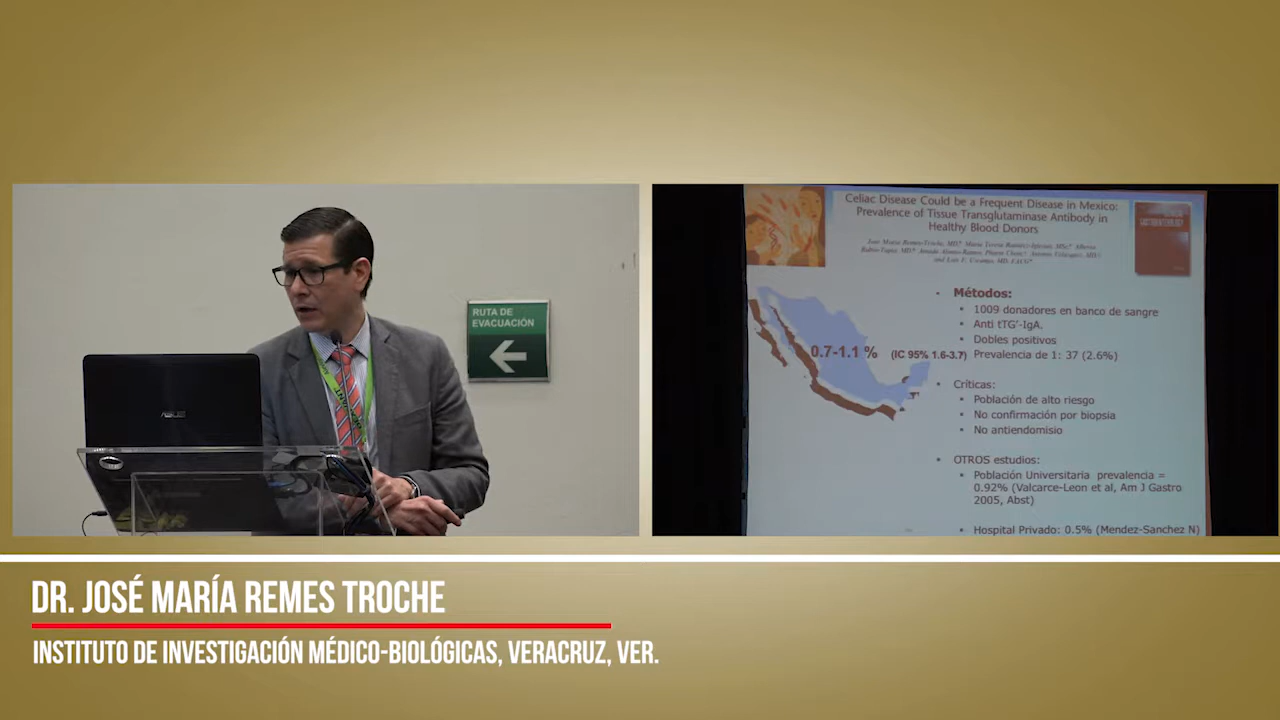 RUTA DE
EVACUACIÓN
ASUS
Celiac Disease Could be a Frequent Disease in Mexico:
Prevalence of Tissue Transglutaminase Antibody in
Healthy Blood Donors
GASTROENTEROLOGY
• Métodos:
▪ 1009 donadores en banco de sangre
▪ Anti tTG'-IgA.
▪ Dobles positivos
▪ Prevalencia de 1: 37 (2.6%)
0.7-1.1 % (IC 95% 1.6-3.7)
• Críticas:
▪ Población de alto riesgo
▪ No confirmación por biopsia
▪ No antiendomisio
• OTROS estudios:
▪ Población Universitaria prevalencia =
0.92% (Valcarce-Leon et al, Am J Gastro
2005, Abst)
▪ Hospital Privado: 0.5% (Mendez-Sanchez N)
DR. JOSÉ MARÍA REMES TROCHE
INSTITUTO DE INVESTIGACIÓN MÉDICO-BIOLÓGICAS, VERACRUZ, VER.